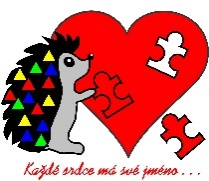 Každé srdce má své jméno . . .